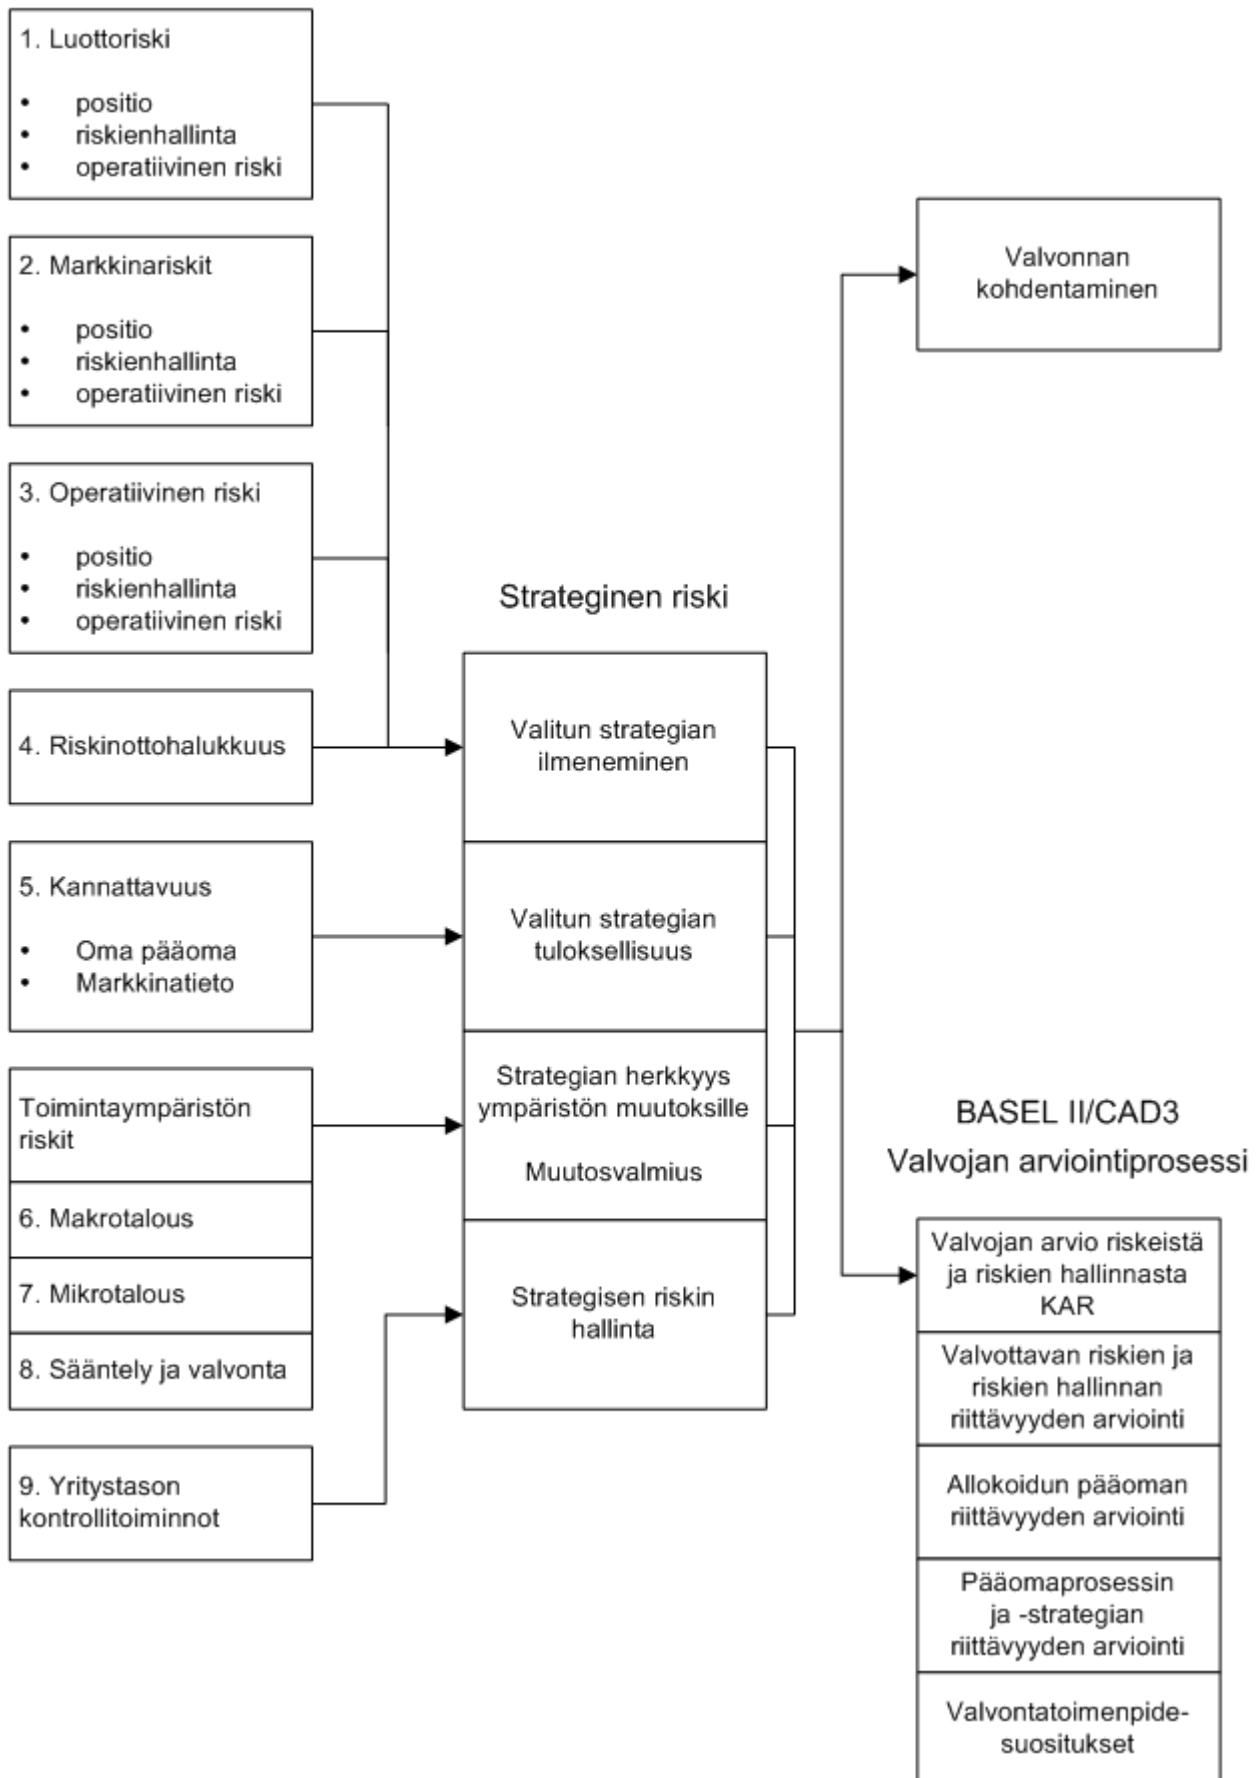 1. Luottoriski
• positio
• riskienhallinta
• operatiivinen riski
2. Markkinariskit
• positio
• riskienhallinta
• operatiivinen riski
3. Operatiivinen riski
• positio
• riskienhallinta
• operatiivinen riski
4. Riskinottohalukkuus
5. Kannattavuus
• Oma pääoma
• Markkinatieto
Toimintaympäristön
riskit
6. Makrotalous
7. Mikrotalous
8. Sääntely ja valvonta
9. Yritystason
kontrollitoiminnot
Strateginen riski
Valitun strategian
ilmeneminen
Valitun strategian
tuloksellisuus
Strategian herkkyys
ympäristön muutoksille
Muutosvalmius
Strategisen riskin
hallinta
Valvonnan
kohdentaminen
BASEL II/CAD3
Valvojan arviointiprosessi
Valvojan arvio riskeistä
ja riskien hallinnasta
KAR
Valvottavan riskien ja
riskien hallinnan
riittävyyden arviointi
Allokoidun pääoman
riittävyyden arviointi
Pääomaprosessin
ja -strategian
riittävyyden arviointi
Valvontatoimenpide-
suositukset